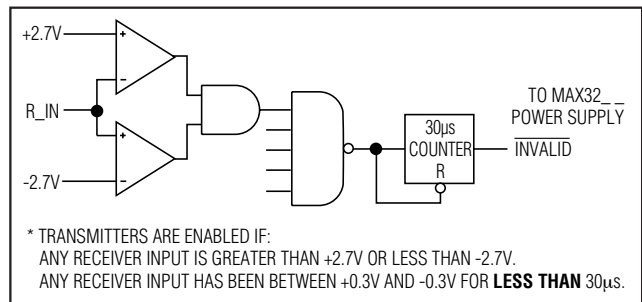 +2.7V
R_IN
-2.7V
30μs
COUNTER
R
TO MAX32_ _
POWER SUPPLY
INVALID
+
-
+
-
* TRANSMITTERS ARE ENABLED IF:
ANY RECEIVER INPUT IS GREATER THAN +2.7V OR LESS THAN -2.7V.
ANY RECEIVER INPUT HAS BEEN BETWEEN +0.3V AND -0.3V FOR LESS THAN 30μs.